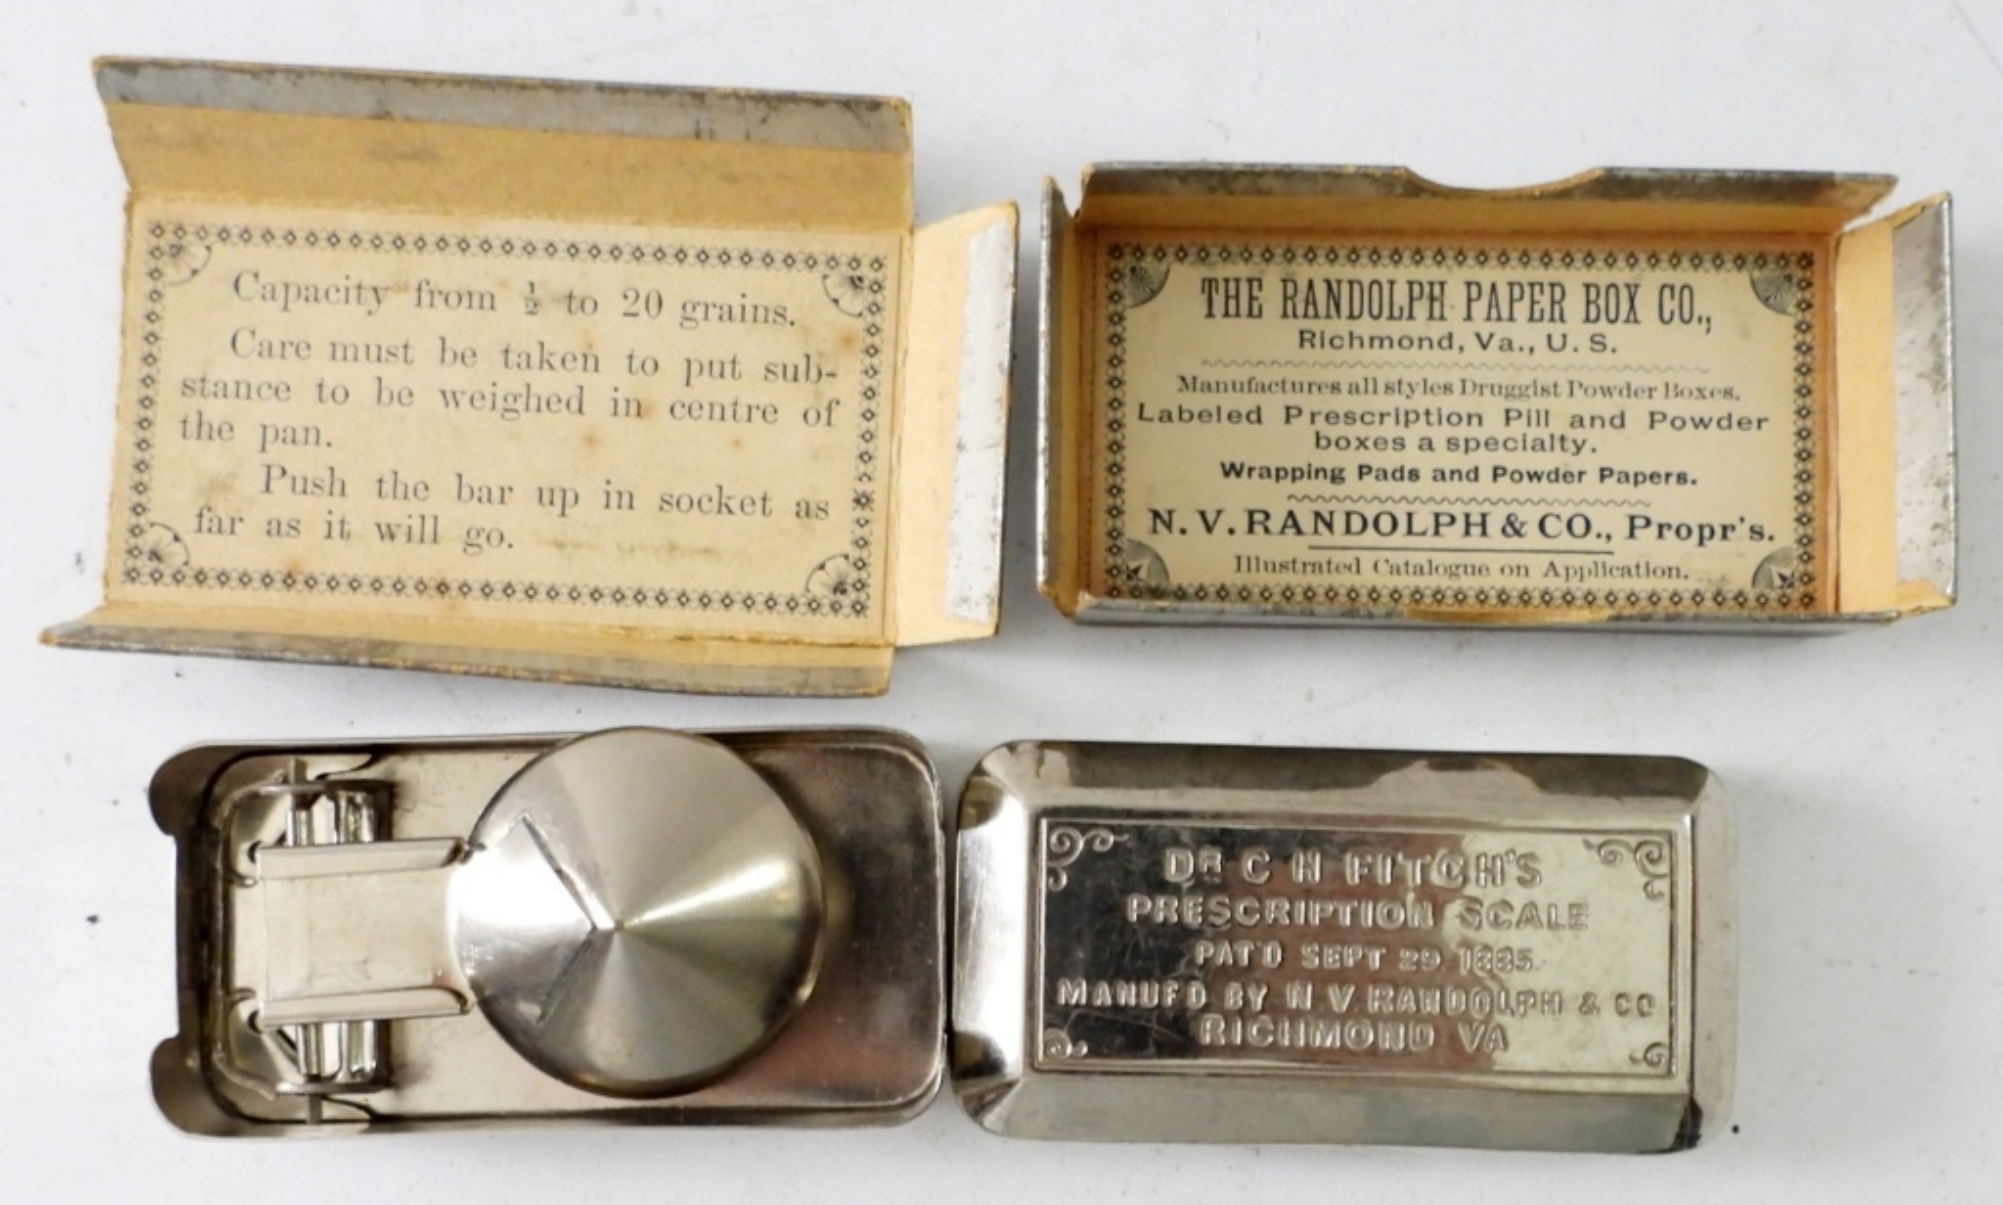 Capacity from ½ to 20 grains.
Care must be taken to put sub-
stance to be weighed in centre of
the pan.
Push the bar up in socket as
far as it will go.
THE RANDOLPH PAPER BOX CO.,
Richmond, Va., U. S.
Manufactures all styles Druggist Powder Boxes.
Labeled Prescription Pill and Powder
boxes a specialty.
Wrapping Pads and Powder Papers.
N. V. RANDOLPH & CO., Propr's.
Illustrated Catalogue on Application.
DR C H FITCH'S
PRESCRIPTION SCALE
PAT'D SEPT 29. 1885.
MANUF'D BY N V RANDOLPH & CO
RICHMOND VA